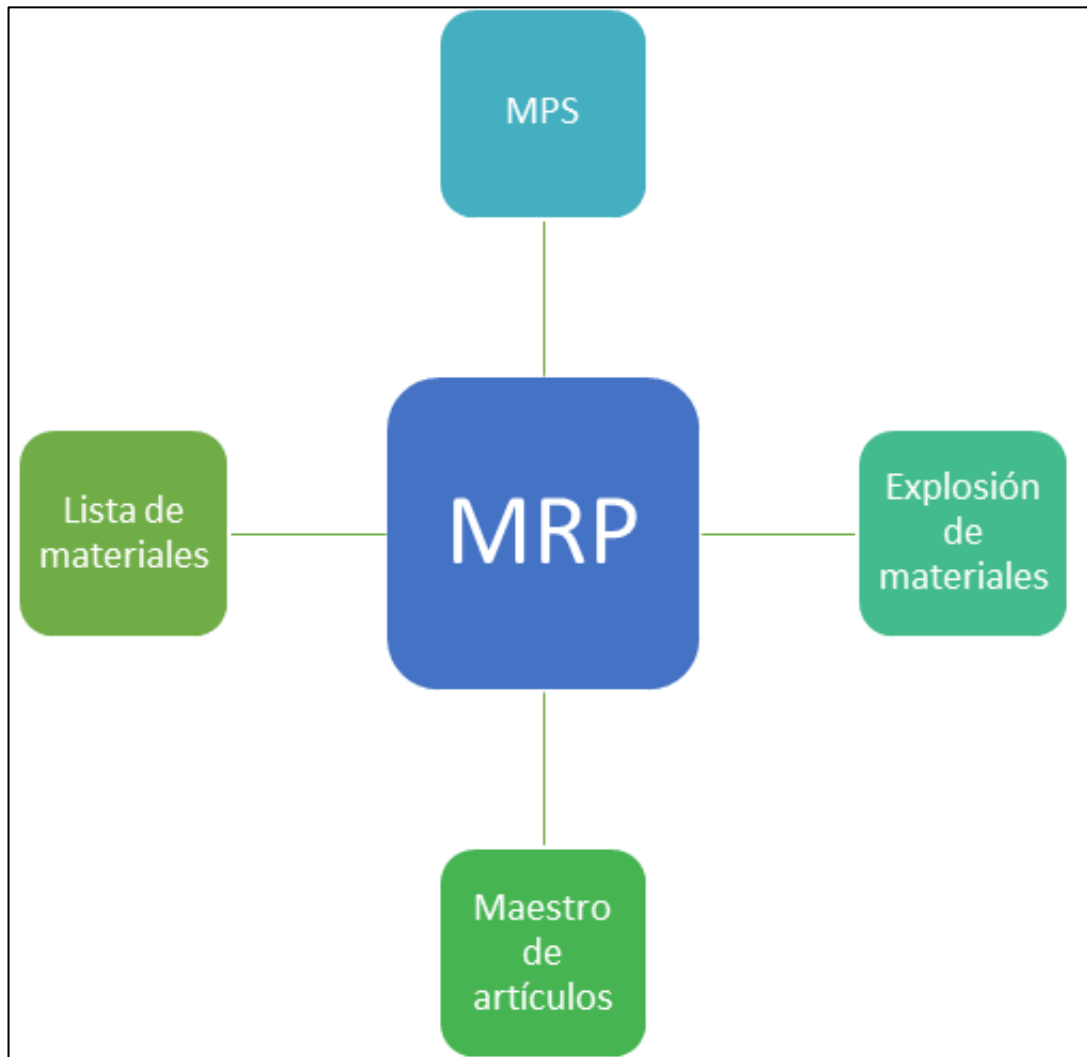 MPS
Lista de
materiales
MRP
Explosión
de
materiales
Maestro
de
artículos